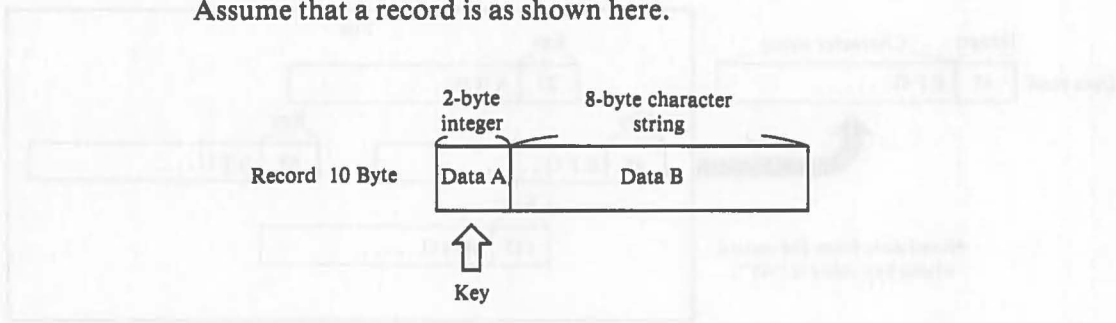 Assume that a record is as shown here.
2-byte
integer
8-byte character
string
Record 10 Byte
Data A
Data B
Key